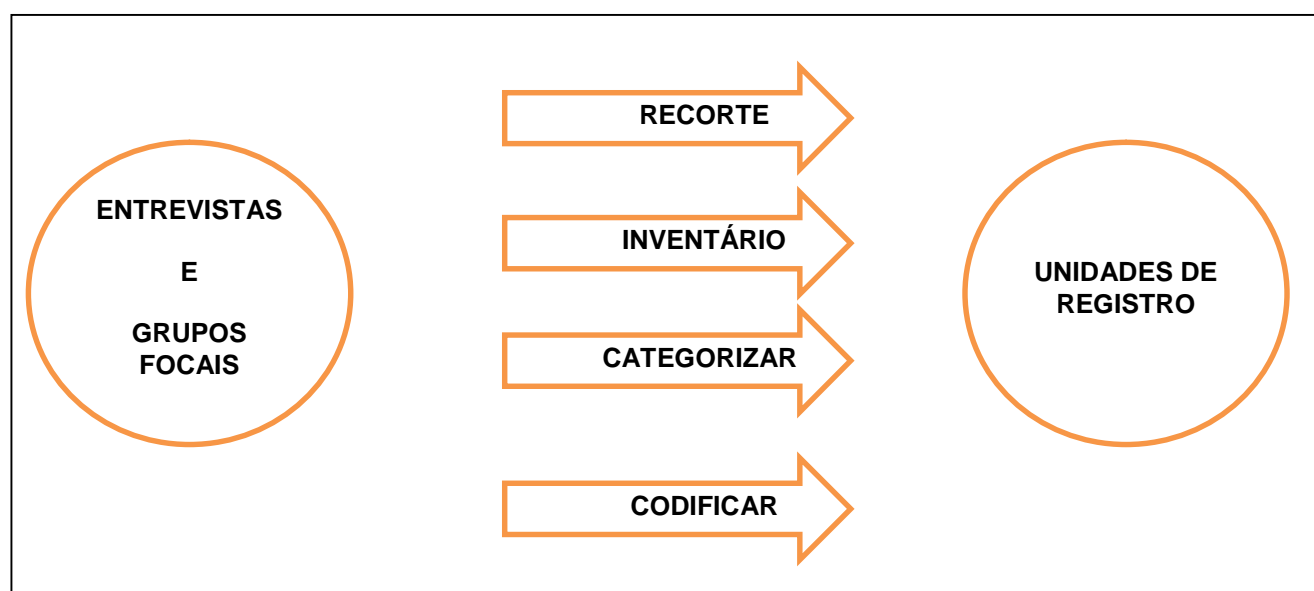 ENTREVISTAS
E
GRUPOS
FOCAIS
RECORTE
INVENTÁRIO
CATEGORIZAR
CODIFICAR
UNIDADES DE
REGISTRO